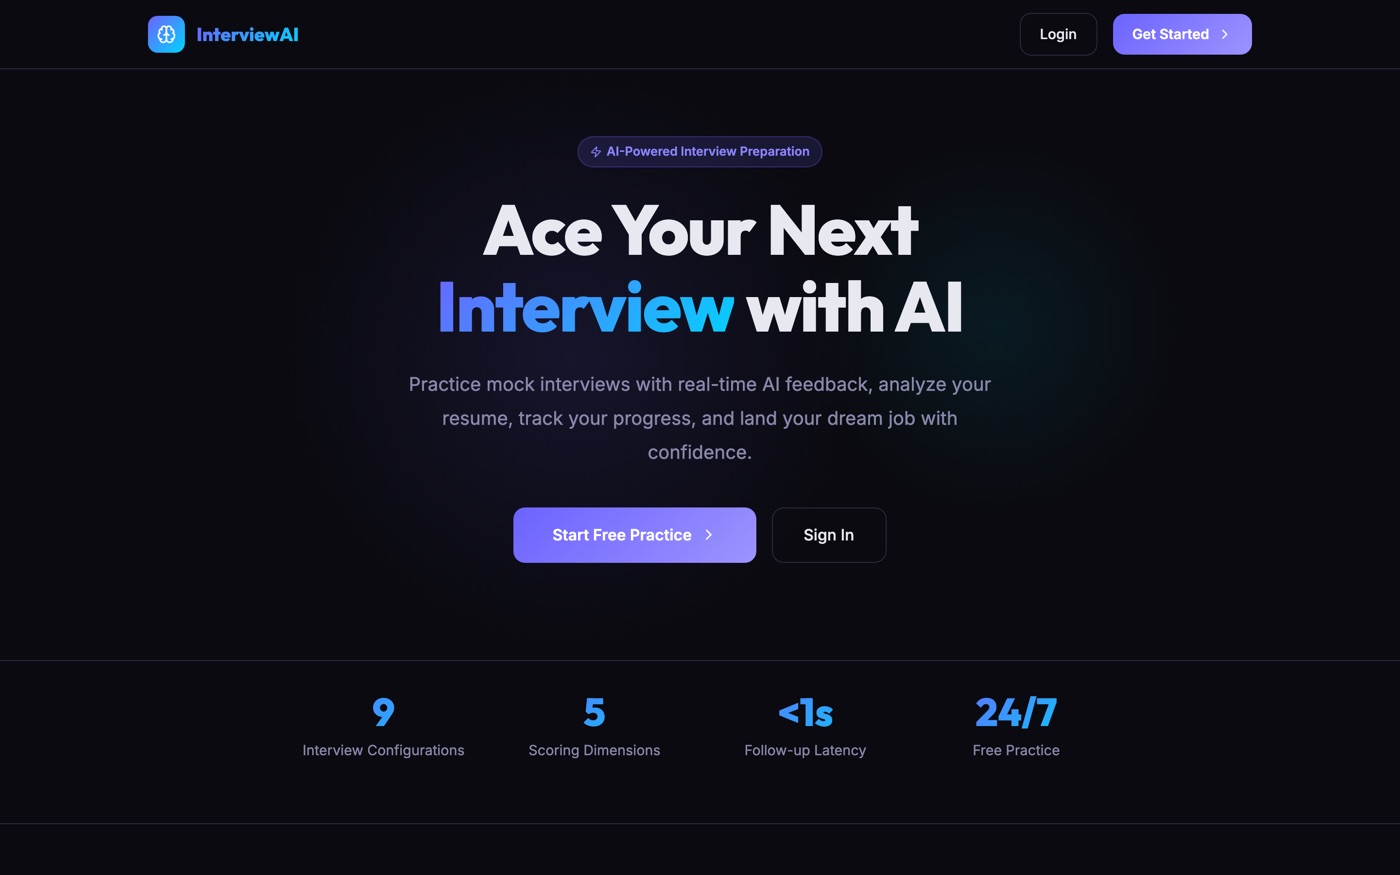 InterviewAI
Login
Get Started
AI-Powered Interview Preparation
Ace Your Next
Interview with AI
Practice mock interviews with real-time AI feedback, analyze your
resume, track your progress, and land your dream job with
confidence.
Start Free Practice
Sign In
9
Interview Configurations
5
Scoring Dimensions
<1s
Follow-up Latency
24/7
Free Practice